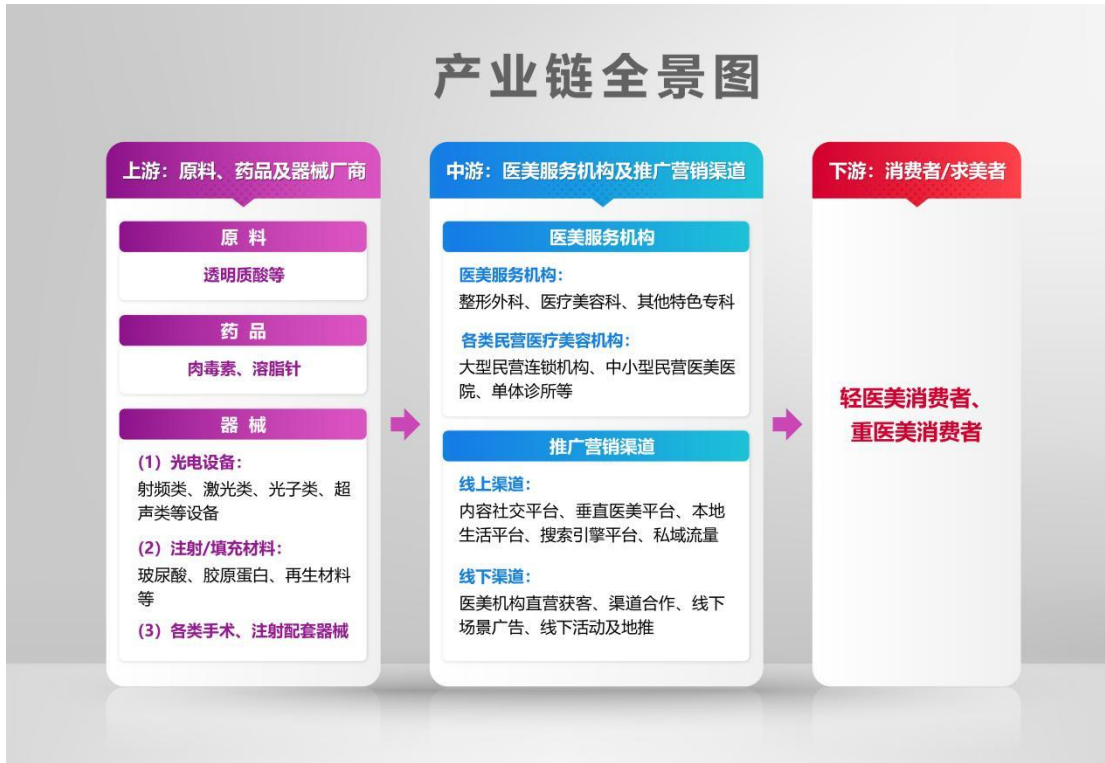 产业链全景图
上游：原料、药品及器械厂商
原 料
透明质酸等
药 品
肉毒素、溶脂针
器 械
(1) 光电设备：
射频类、激光类、光子类、超
声类等设备
(2) 注射/填充材料：
玻尿酸、胶原蛋白、再生材料
等
(3) 各类手术、注射配套器械
中游：医美服务机构及推广营销渠道
医美服务机构
医美服务机构：
整形外科、医疗美容科、其他特色专科
各类民营医疗美容机构：
大型民营连锁机构、中小型民营医美医
院、单体诊所等
推广营销渠道
线上渠道：
内容社交平台、垂直医美平台、本地
生活平台、搜索引擎平台、私域流量
线下渠道：
医美机构直营获客、渠道合作、线下
场景广告、线下活动及地推
下游：消费者/求美者
轻医美消费者、
重医美消费者